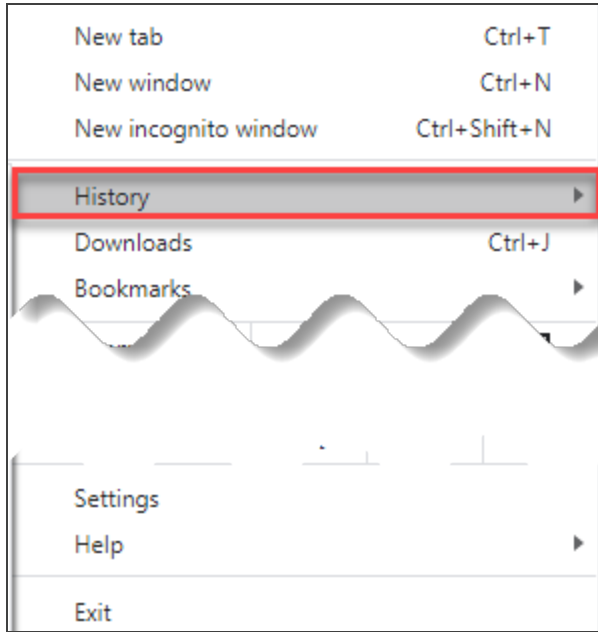 New tab Ctrl+T
New window Ctrl+N
New incognito window Ctrl+Shift+N
History
Downloads Ctrl+J
Bookmarks
Settings
Help
Exit